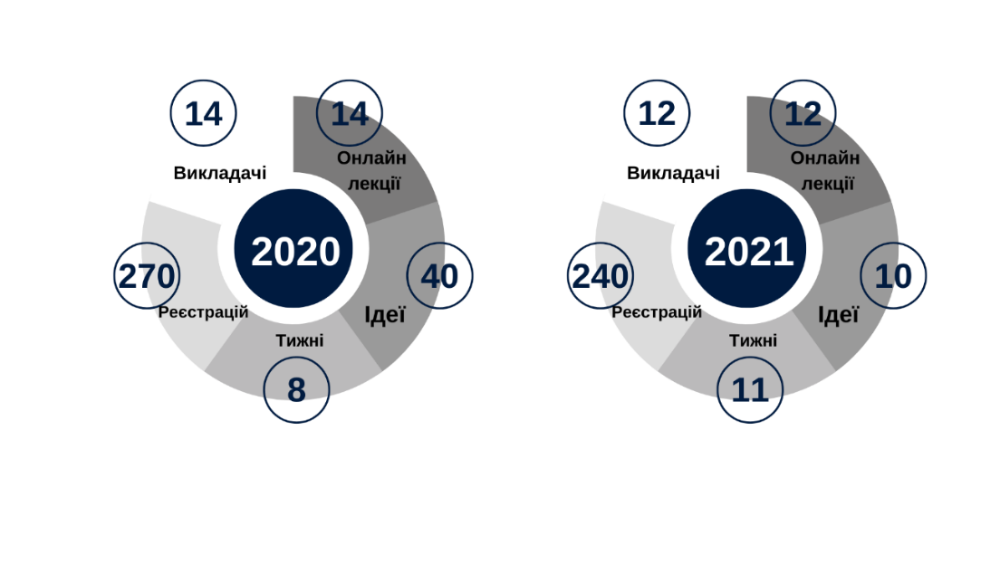 14
14
Викладачі
Онлайн
лекції
2020
270
40
Реєстрацій
Ідеї
Тижні
8
12
12
Викладачі
Онлайн
лекції
2021
240
10
Реєстрацій
Ідеї
Тижні
11